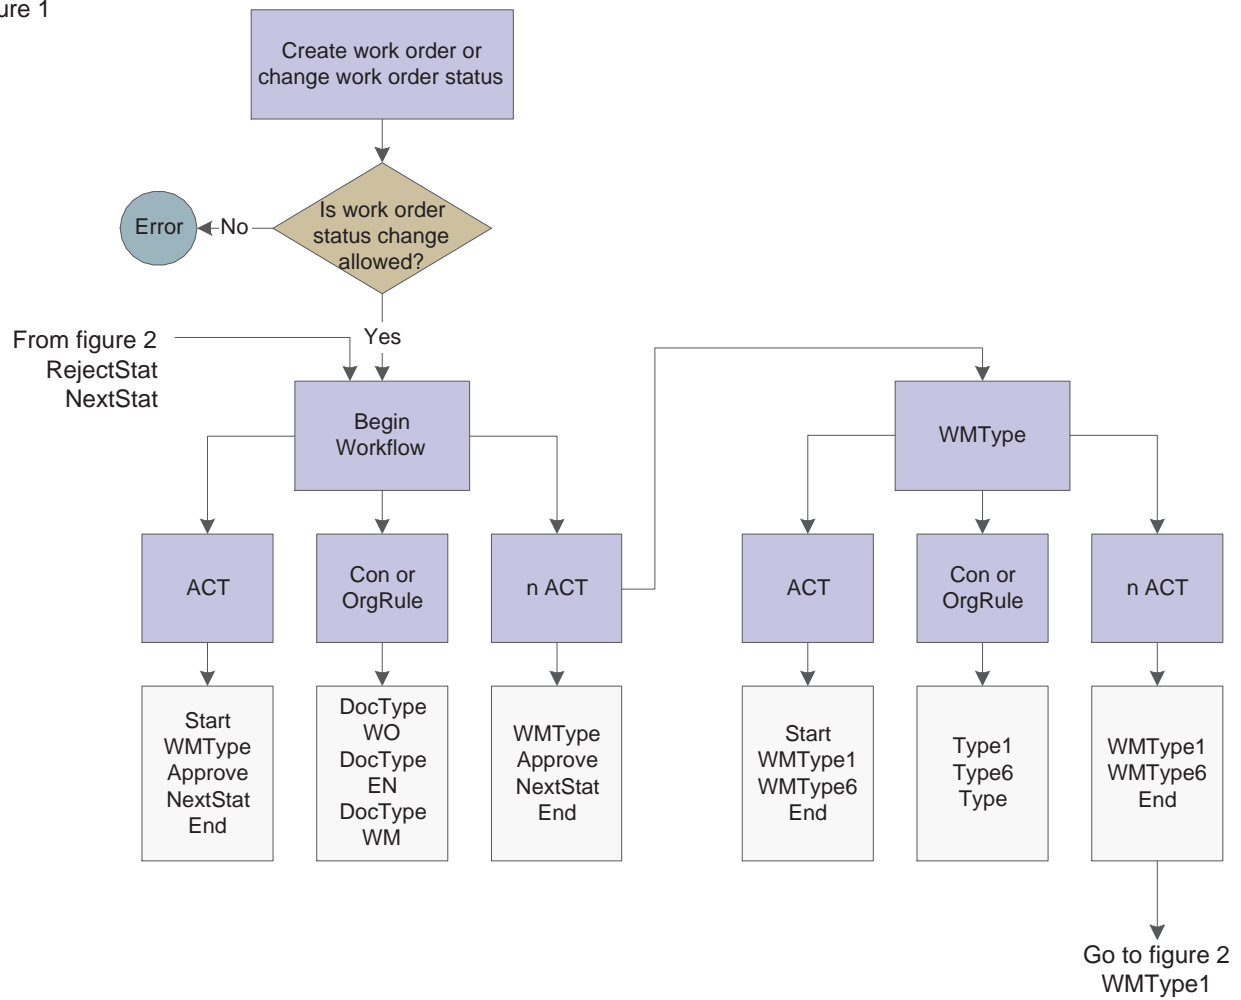 ure 1
Create work order or
change work order status
Is work order
status change
allowed?
Error
No
Yes
From figure 2
RejectStat
NextStat
Begin
Workflow
WMType
ACT
Con or
OrgRule
n ACT
ACT
Con or
OrgRule
n ACT
Start
WMType
Approve
NextStat
End
DocType
WO
DocType
EN
DocType
WM
WMType
Approve
NextStat
End
Start
WMType1
WMType6
End
Type1
Type6
Type
WMType1
WMType6
End
Go to figure 2
WMType1